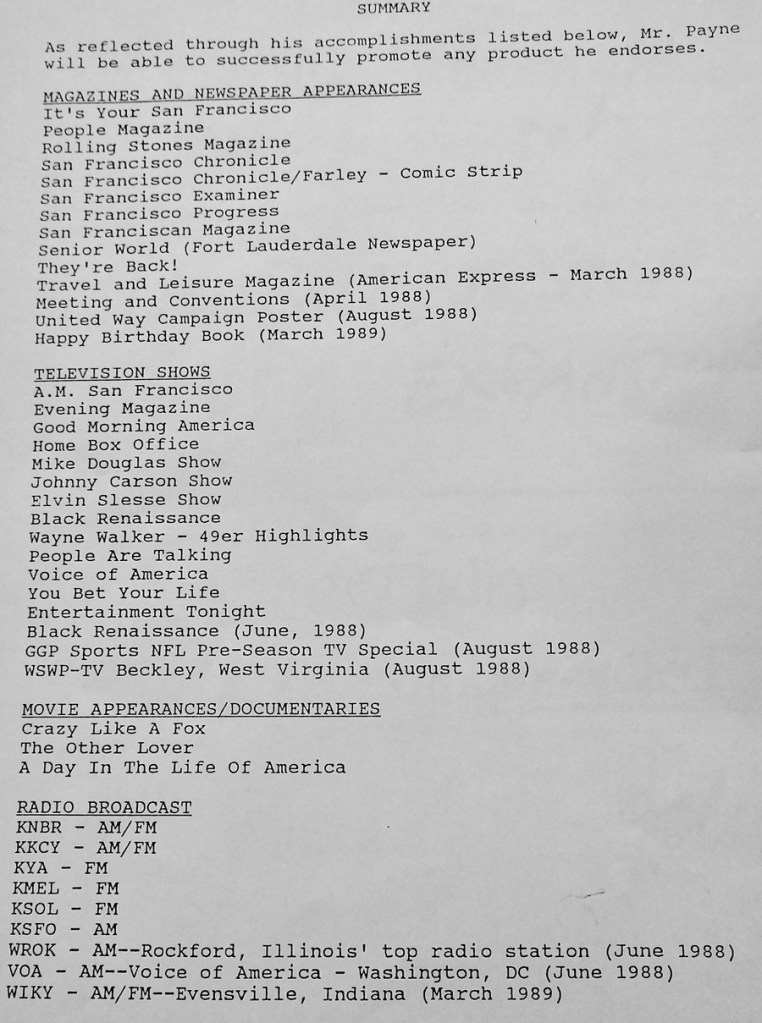 SUMMARY
As reflected through his accomplishments listed below, Mr. Payne
will be able to successfully promote any product he endorses.
MAGAZINES AND NEWSPAPER APPEARANCES
It's Your San Francisco
People Magazine
Rolling Stones Magazine
San Francisco Chronicle
San Francisco Chronicle/Farley - Comic Strip
San Francisco Examiner
San Francisco Progress
San Franciscan Magazine
Senior World (Fort Lauderdale Newspaper)
They're Back!
Travel and Leisure Magazine (American Express - March 1988)
Meeting and Conventions (April 1988)
United Way Campaign Poster (August 1988)
Happy Birthday Book (March 1989)
TELEVISION SHOWS
A.M. San Francisco
Evening Magazine
Good Morning America
Home Box Office
Mike Douglas Show
Johnny Carson Show
Elvin Slesse Show
Black Renaissance
Wayne Walker - 49er Highlights
People Are Talking
Voice of America
You Bet Your Life
Entertainment Tonight
Black Renaissance (June, 1988)
GGP Sports NFL Pre-Season TV Special (August 1988)
WSWP-TV Beckley, West Virginia (August 1988)
MOVIE APPEARANCES/DOCUMENTARIES
Crazy Like A Fox
The Other Lover
A Day In The Life Of America
RADIO BROADCAST
KNBR - AM/FM
KKCY - AM/FM
KYA - FM
KMEL - FM
KSOL - FM
KSFO - AM
WROK - AM--Rockford, Illinois' top radio station (June 1988)
VOA - AM--Voice of America - Washington, DC (June 1988)
WIKY - AM/FM--Evensville, Indiana (March 1989)